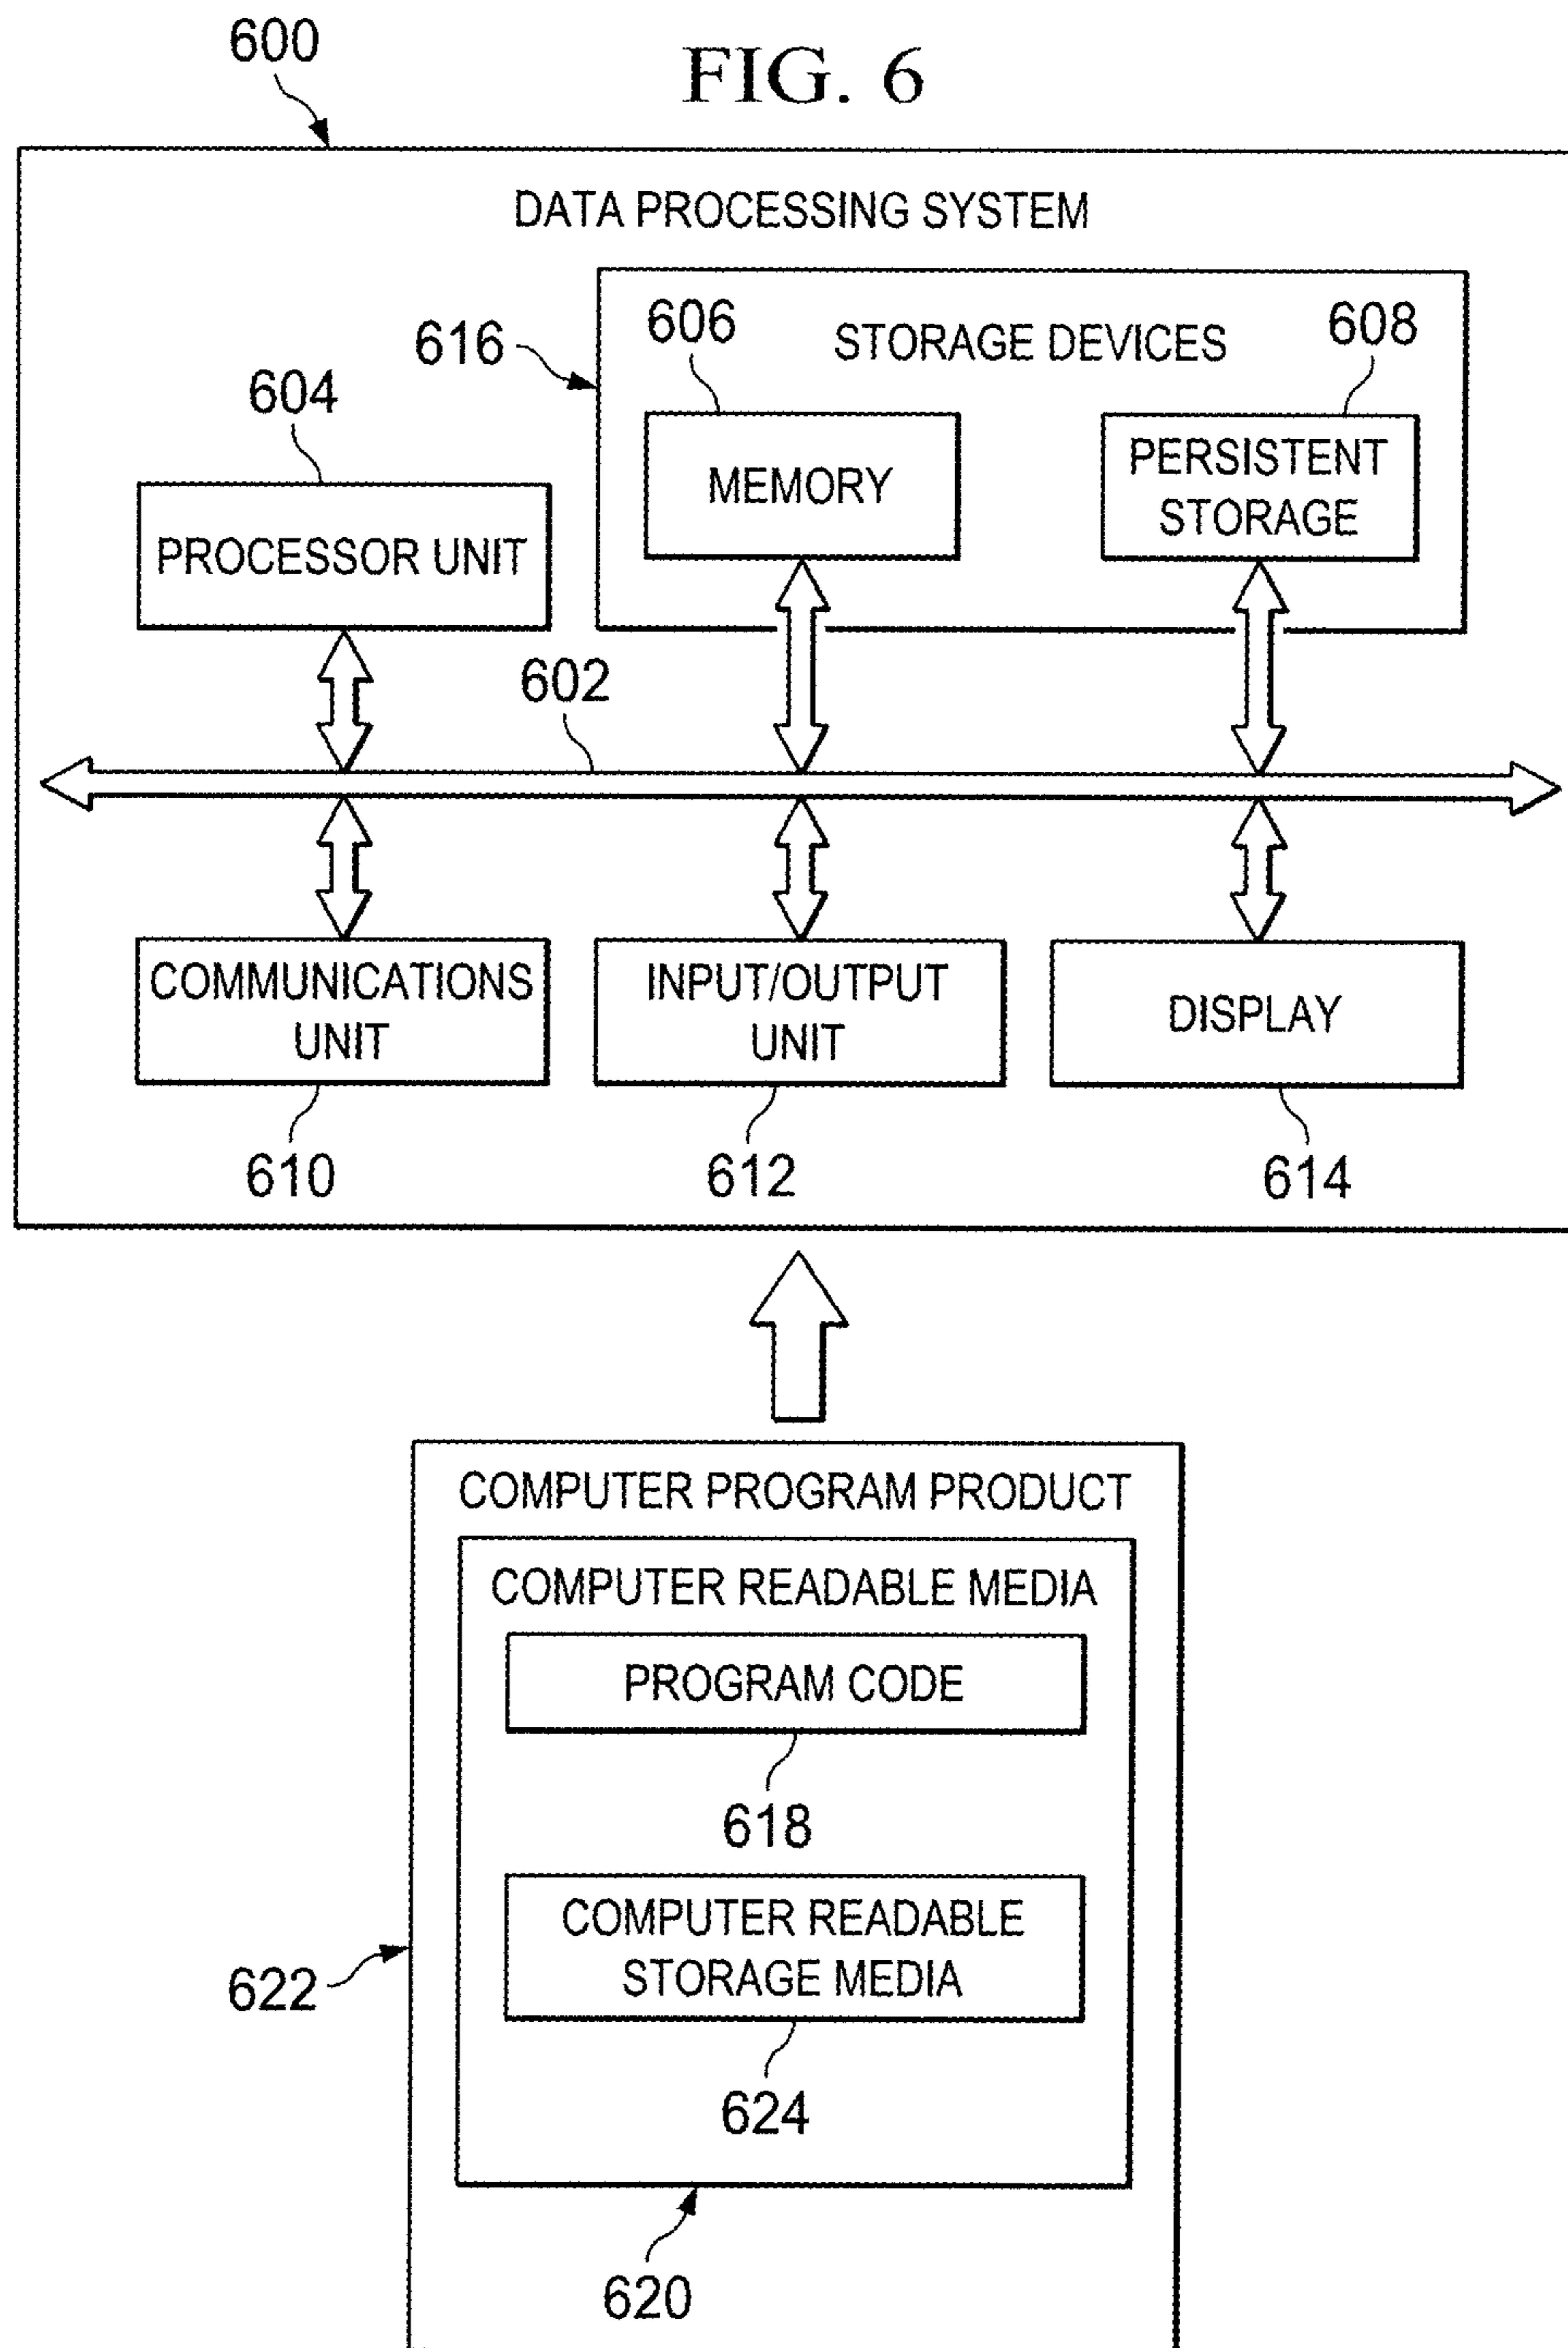 600
FIG. 6
DATA PROCESSING SYSTEM
606
STORAGE DEVICES
608
616
604
MEMORY
PERSISTENT
STORAGE
PROCESSOR UNIT
602
COMMUNICATIONS
UNIT
INPUT/OUTPUT
UNIT
DISPLAY
610
612
614
COMPUTER PROGRAM PRODUCT
COMPUTER READABLE MEDIA
PROGRAM CODE
618
COMPUTER READABLE
STORAGE MEDIA
622
624
620